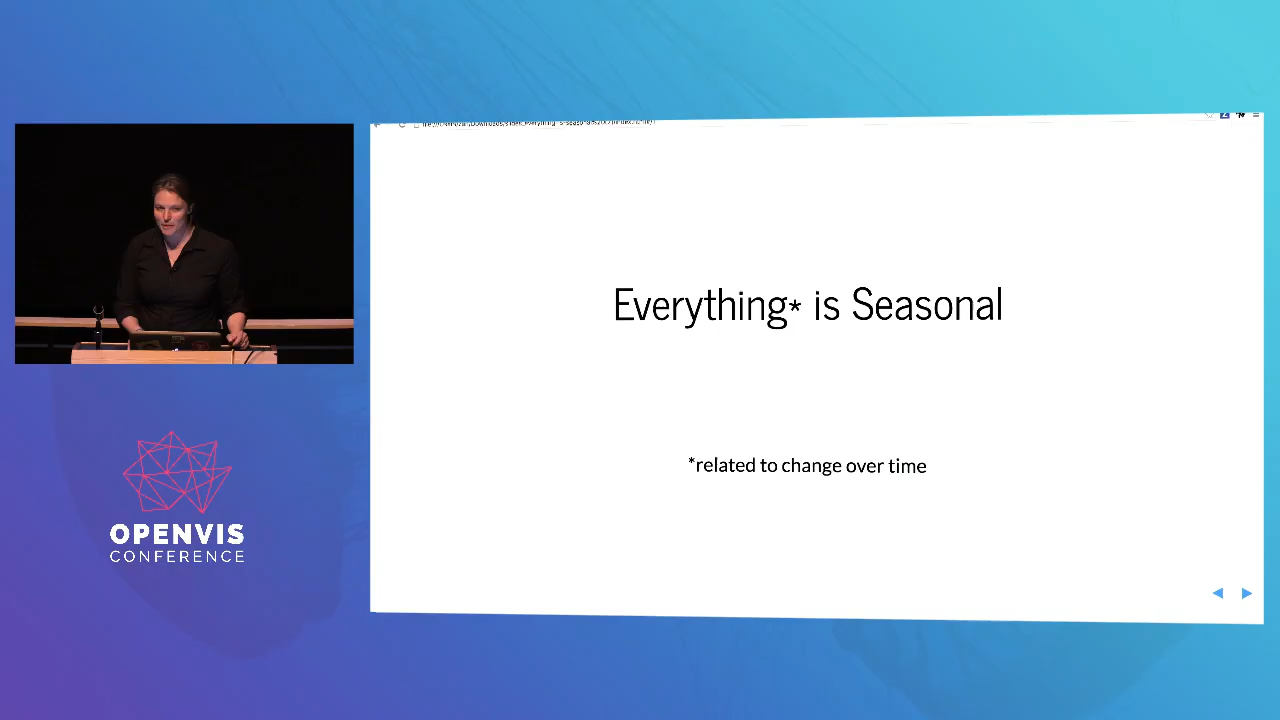 Everything* is Seasonal
*related to change over time
OPENVIS
CONFERENCE